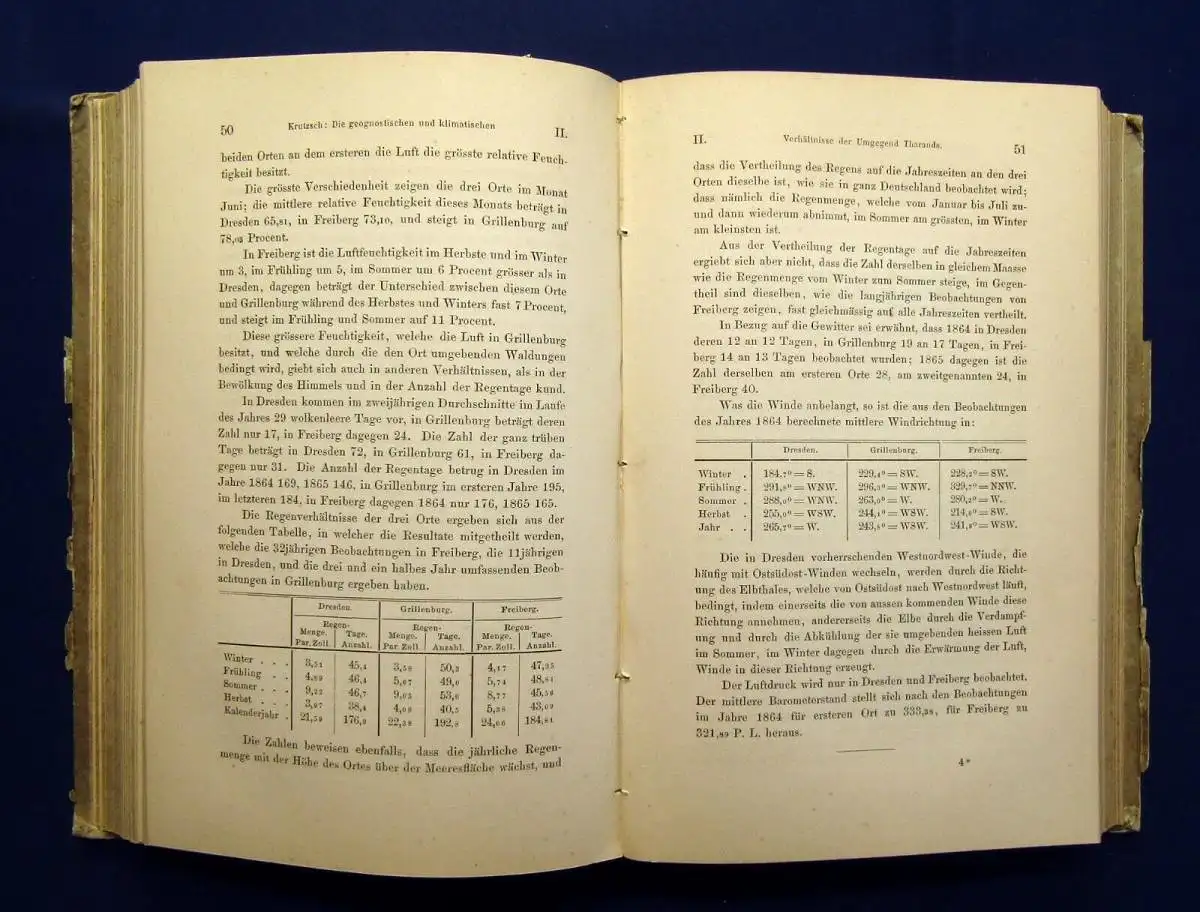 50 Krutzsch: Die geognostischen und klimatischen II.
beiden Orten an dem ersteren die Luft die grösste relative Feuch-
tigkeit besitzt.
Die grösste Verschiedenheit zeigen die drei Orte im Monat
Juni; die mittlere relative Feuchtigkeit dieses Monats beträgt in
Dresden 65,81, in Freiberg 73,10, und steigt in Grillenburg auf
78,03 Procent.
In Freiberg ist die Luftfeuchtigkeit im Herbste und im Winter
um 3, im Frühling um 5, im Sommer um 6 Procent grösser als in
Dresden, dagegen beträgt der Unterschied zwischen diesem Orte
und Grillenburg während des Herbstes und Winters fast 7 Procent,
und steigt im Frühling und Sommer auf 11 Procent.
Diese grössere Feuchtigkeit, welche die Luft in Grillenburg
besitzt, und welche durch die den Ort umgebenden Waldungen
bedingt wird, giebt sich auch in anderen Verhältnissen, als in der
Bewölkung des Himmels und in der Anzahl der Regentage kund.
In Dresden kommen im zweijährigen Durchschnitte im Laufe
des Jahres 29 wolkenleere Tage vor, in Grillenburg beträgt deren
Zahl nur 17, in Freiberg dagegen 24. Die Zahl der ganz trüben
Tage beträgt in Dresden 72, in Grillenburg 61, in Freiberg da-
gegen nur 31. Die Anzahl der Regentage betrug in Dresden im
Jahre 1864 169, 1865 146, in Grillenburg im ersteren Jahre 195,
im letzteren 184, in Freiberg dagegen 1864 nur 176, 1865 165.
Die Regenverhältnisse der drei Orte ergeben sich aus der
folgenden Tabelle, in welcher die Resultate mitgetheilt werden,
welche die 32jährigen Beobachtungen in Freiberg, die 11jährigen
in Dresden, und die drei und ein halbes Jahr umfassenden Beob-
achtungen in Grillenburg ergeben haben.
Dresden. Grillenburg. Freiberg.
Regen- Regen- Regen-
Menge. Tage. Menge. Tage. Menge. Tage.
Par. Zoll. Anzahl. Par. Zoll. Anzahl. Par. Zoll. Anzahl.
Winter . . . 3,51 45,4 3,58 50,3 4,17 47,35
Frühling . . 4,89 46,4 5,67 49,0 5,74 48,81
Sommer . . . 9,22 46,7 9,05 53,0 8,77 45,56
Herbst . . . 3,97 38,4 4,08 40,5 5,38 43,09
Kalenderjahr . 21,59 176,9 22,38 192,8 24,06 184,81
Die Zahlen beweisen ebenfalls, dass die jährliche Regen-
menge mit der Höhe des Ortes über der Meeresfläche wächst, und
II. Verhältnisse der Umgegend Tharands. 51
dass die Vertheilung des Regens auf die Jahreszeiten an den drei
Orten dieselbe ist, wie sie in ganz Deutschland beobachtet wird;
dass nämlich die Regenmenge, welche vom Januar bis Juli zu-
und dann wiederum abnimmt, im Sommer am grössten, im Winter
am kleinsten ist.
Aus der Vertheilung der Regentage auf die Jahreszeiten
ergiebt sich aber nicht, dass die Zahl derselben in gleichem Maasse
wie die Regenmenge vom Winter zum Sommer steige, im Gegen-
theil sind dieselben, wie die langjährigen Beobachtungen von
Freiberg zeigen, fast gleichmässig auf alle Jahreszeiten vertheilt.
In Bezug auf die Gewitter sei erwähnt, dass 1864 in Dresden
deren 12 an 12 Tagen, in Grillenburg 19 an 17 Tagen, in Frei-
berg 14 an 13 Tagen beobachtet wurden; 1865 dagegen ist die
Zahl derselben am ersteren Orte 28, am zweitgenannten 24, in
Freiberg 40.
Was die Winde anbelangt, so ist die aus den Beobachtungen
des Jahres 1864 berechnete mittlere Windrichtung in:
Dresden. Grillenburg. Freiberg.
Winter . 184,7° = S. 229,4° = SW. 228,2° = SW.
Frühling . 291,8° = WNW. 296,3° = WNW. 329,7° = NNW.
Sommer . 288,0° = WNW. 263,0° = W. 280,2° = W.
Herbst . 255,0° = WSW. 244,1° = WSW. 214,8° = SW.
Jahr . . 265,7° = W. 243,8° = WSW. 241,8° = WSW.
Die in Dresden vorherrschenden Westnordwest-Winde, die
häufig mit Ostsüdost-Winden wechseln, werden durch die Richt-
ung des Elbthales, welche von Ostsüdost nach Westnordwest läuft,
bedingt, indem einerseits die von aussen kommenden Winde diese
Richtung annehmen, andererseits die Elbe durch die Verdampf-
ung und durch die Abkühlung der sie umgebenden heissen Luft
im Sommer, im Winter dagegen durch die Erwärmung der Luft,
Winde in dieser Richtung erzeugt.
Der Luftdruck wird nur in Dresden und Freiberg beobachtet.
Der mittlere Barometerstand stellt sich nach den Beobachtungen
im Jahre 1864 für ersteren Ort zu 333,38, für Freiberg zu
321,89 P. L. heraus.
4*